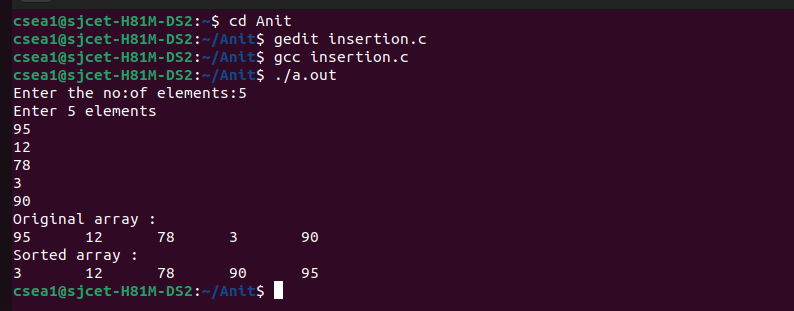 csea1@sjcet-H81M-DS2:~$ cd Anit
csea1@sjcet-H81M-DS2:~/Anit$ gedit insertion.c
csea1@sjcet-H81M-DS2:~/Anit$ gcc insertion.c
csea1@sjcet-H81M-DS2:~/Anit$ ./a.out
Enter the no:of elements:5
Enter 5 elements
95
12
78
3
90
Original array :
95      12      78      3       90
Sorted array :
3       12      78      90      95
csea1@sjcet-H81M-DS2:~/Anit$